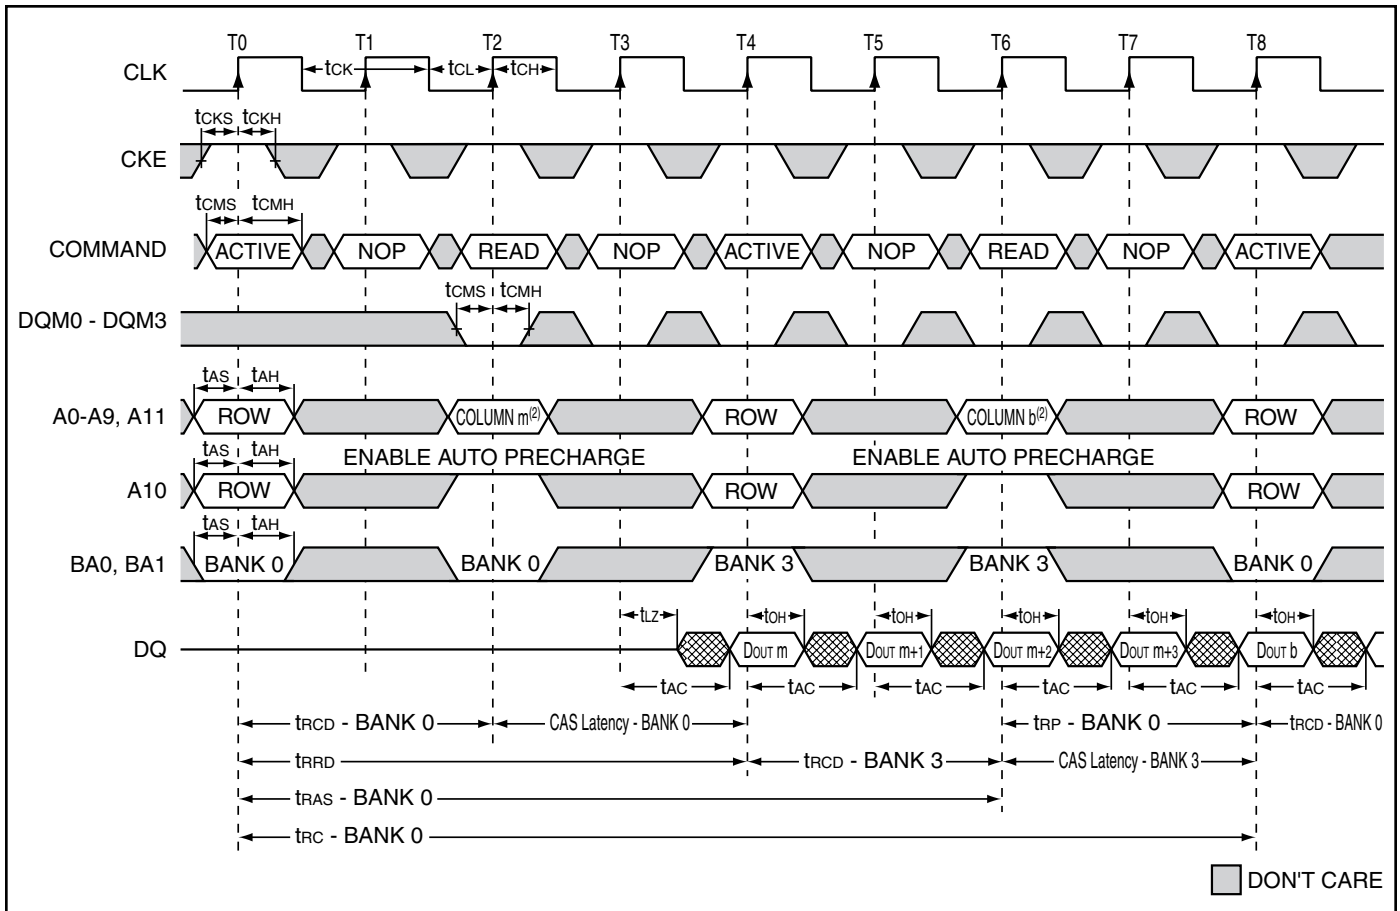 T0 T1 T2 T3 T4 T5 T6 T7 T8
CLK tCK tCL tCH
tCKS tCKH
CKE
tCMS tCMH
COMMAND ACTIVE NOP READ NOP ACTIVE NOP READ NOP ACTIVE
tCMS tCMH
DQM0 - DQM3
tAS tAH
A0-A9, A11 ROW COLUMN m(2) ROW COLUMN b(2) ROW
tAS tAH ENABLE AUTO PRECHARGE ENABLE AUTO PRECHARGE
A10 ROW ROW ROW
tAS tAH
BA0, BA1 BANK 0 BANK 0 BANK 3 BANK 3 BANK 0
tLZ tOH tOH tOH tOH tOH
DQ DOUT m DOUT m+1 DOUT m+2 DOUT m+3 DOUT b
tAC tAC tAC tAC tAC tAC
tRCD - BANK 0 CAS Latency - BANK 0 tRP - BANK 0 tRCD - BANK 0
tRRD tRCD - BANK 3 CAS Latency - BANK 3
tRAS - BANK 0
tRC - BANK 0
DON'T CARE